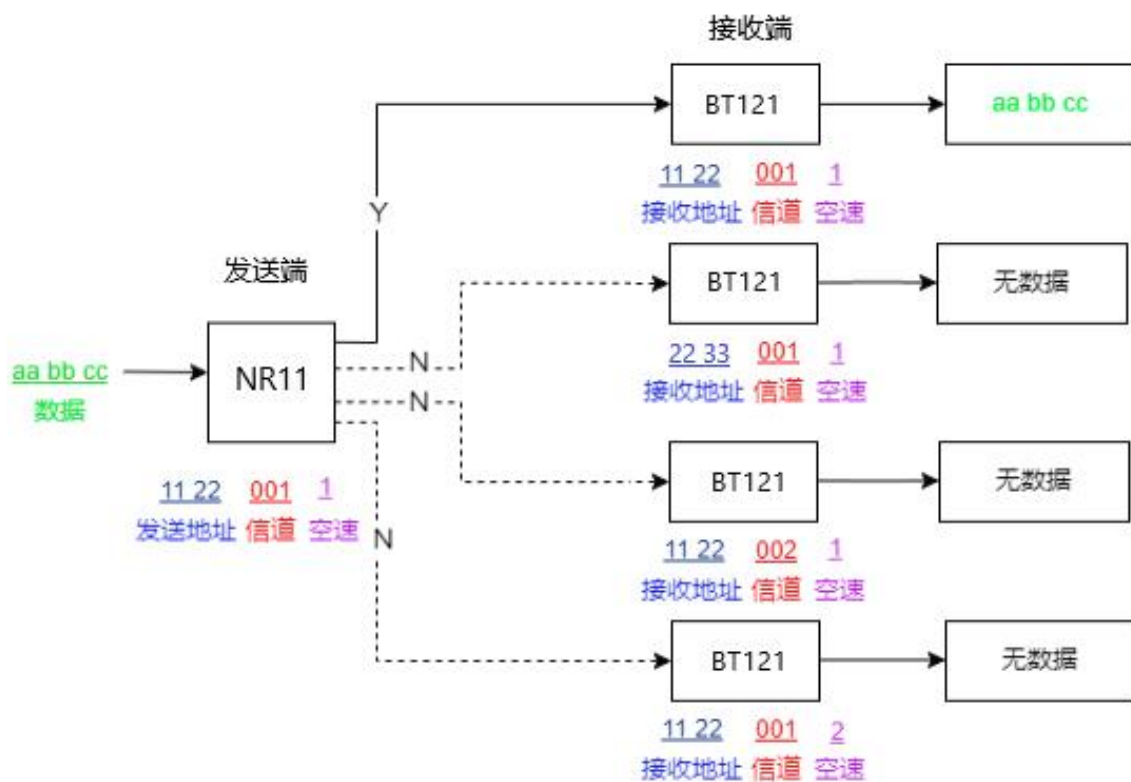 接收端
BT121
aa bb cc
11 22 001 1
接收地址 信道 空速
Y
发送端
BT121
无数据
N
NR11
aa bb cc
数据
22 33 001 1
接收地址 信道 空速
N
BT121
无数据
11 22 001 1
发送地址 信道 空速
N
11 22 002 1
接收地址 信道 空速
BT121
无数据
11 22 001 2
接收地址 信道 空速